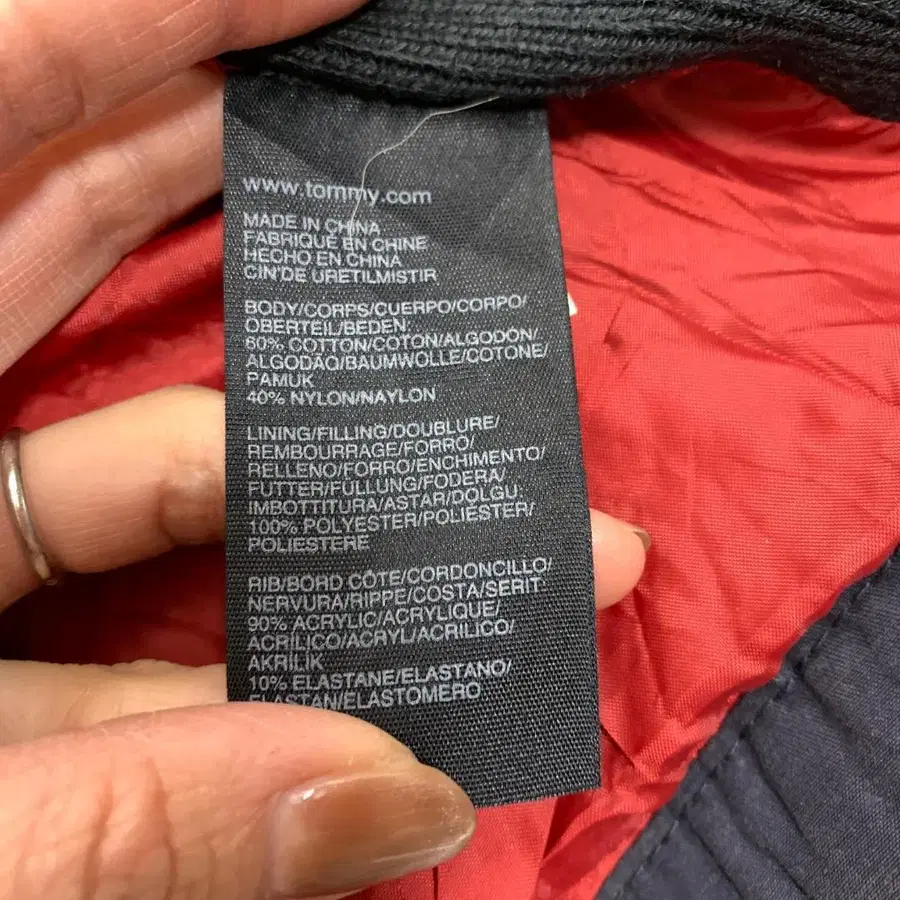 www.tommy.com
MADE IN CHINA
FABRIQUÉ EN CHINE
HECHO EN CHINA
CIN'DE URETILMISTIR
BODY/CORPS/CUERPO/CORPO/
OBERTEIL/BEDEN:
60% COTTON/COTON/ALGODÓN/
ALGODÃO/BAUMWOLLE/COTONE/
PAMUK
40% NYLON/NAYLON
LINING/FILLING/DOUBLURE/
REMBOURRAGE/FORRO/
RELLENO/FORRO/ENCHIMENTO/
FUTTER/FÜLLUNG/FODERA/
IMBOTTITURA/ASTAR/DOLGU:
100% POLYESTER/POLIESTER/
POLIESTERE
RIB/BORD CÔTE/CORDONCILLO/
NERVURA/RIPPE/COSTA/SERIT
90% ACRYLIC/ACRYLIQUE/
ACRILICO/ACRYL/ACRILICO/
AKRILIK
10% ELASTANE/ELASTANO/
ELASTAN/ELASTOMERO